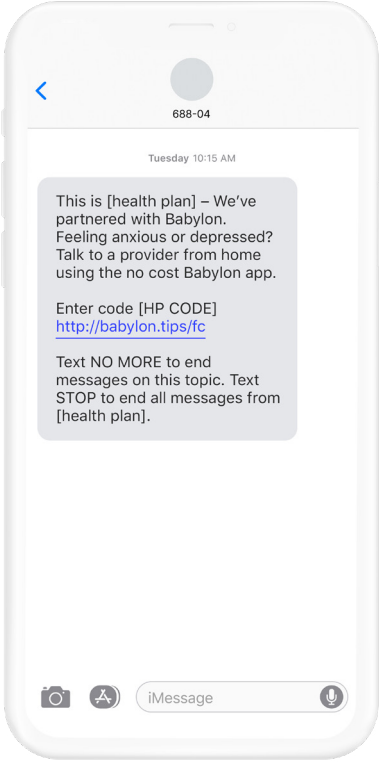 688-04
Tuesday 10:15 AM
This is [health plan] – We’ve
partnered with Babylon.
Feeling anxious or depressed?
Talk to a provider from home
using the no cost Babylon app.
Enter code [HP CODE]
http://babylon.tips/fc
Text NO MORE to end
messages on this topic. Text
STOP to end all messages from
[health plan].
iMessage